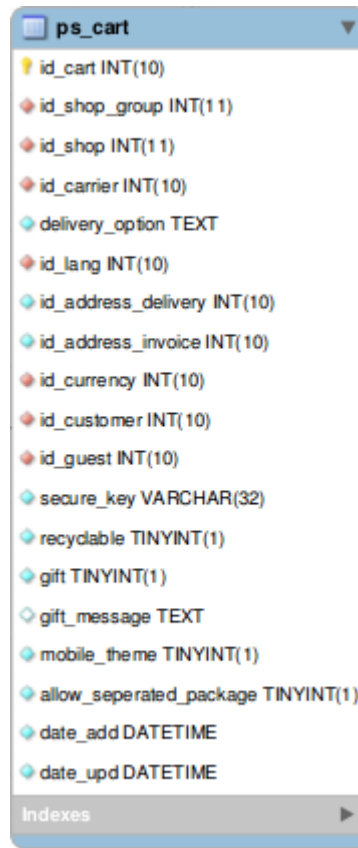 ps_cart
id_cart INT(10)
id_shop_group INT(11)
id_shop INT(11)
id_carrier INT(10)
delivery_option TEXT
id_lang INT(10)
id_address_delivery INT(10)
id_address_invoice INT(10)
id_currency INT(10)
id_customer INT(10)
id_guest INT(10)
secure_key VARCHAR(32)
recyclable TINYINT(1)
gift TINYINT(1)
gift_message TEXT
mobile_theme TINYINT(1)
allow_seperated_package TINYINT(1)
date_add DATETIME
date_upd DATETIME
Indexes